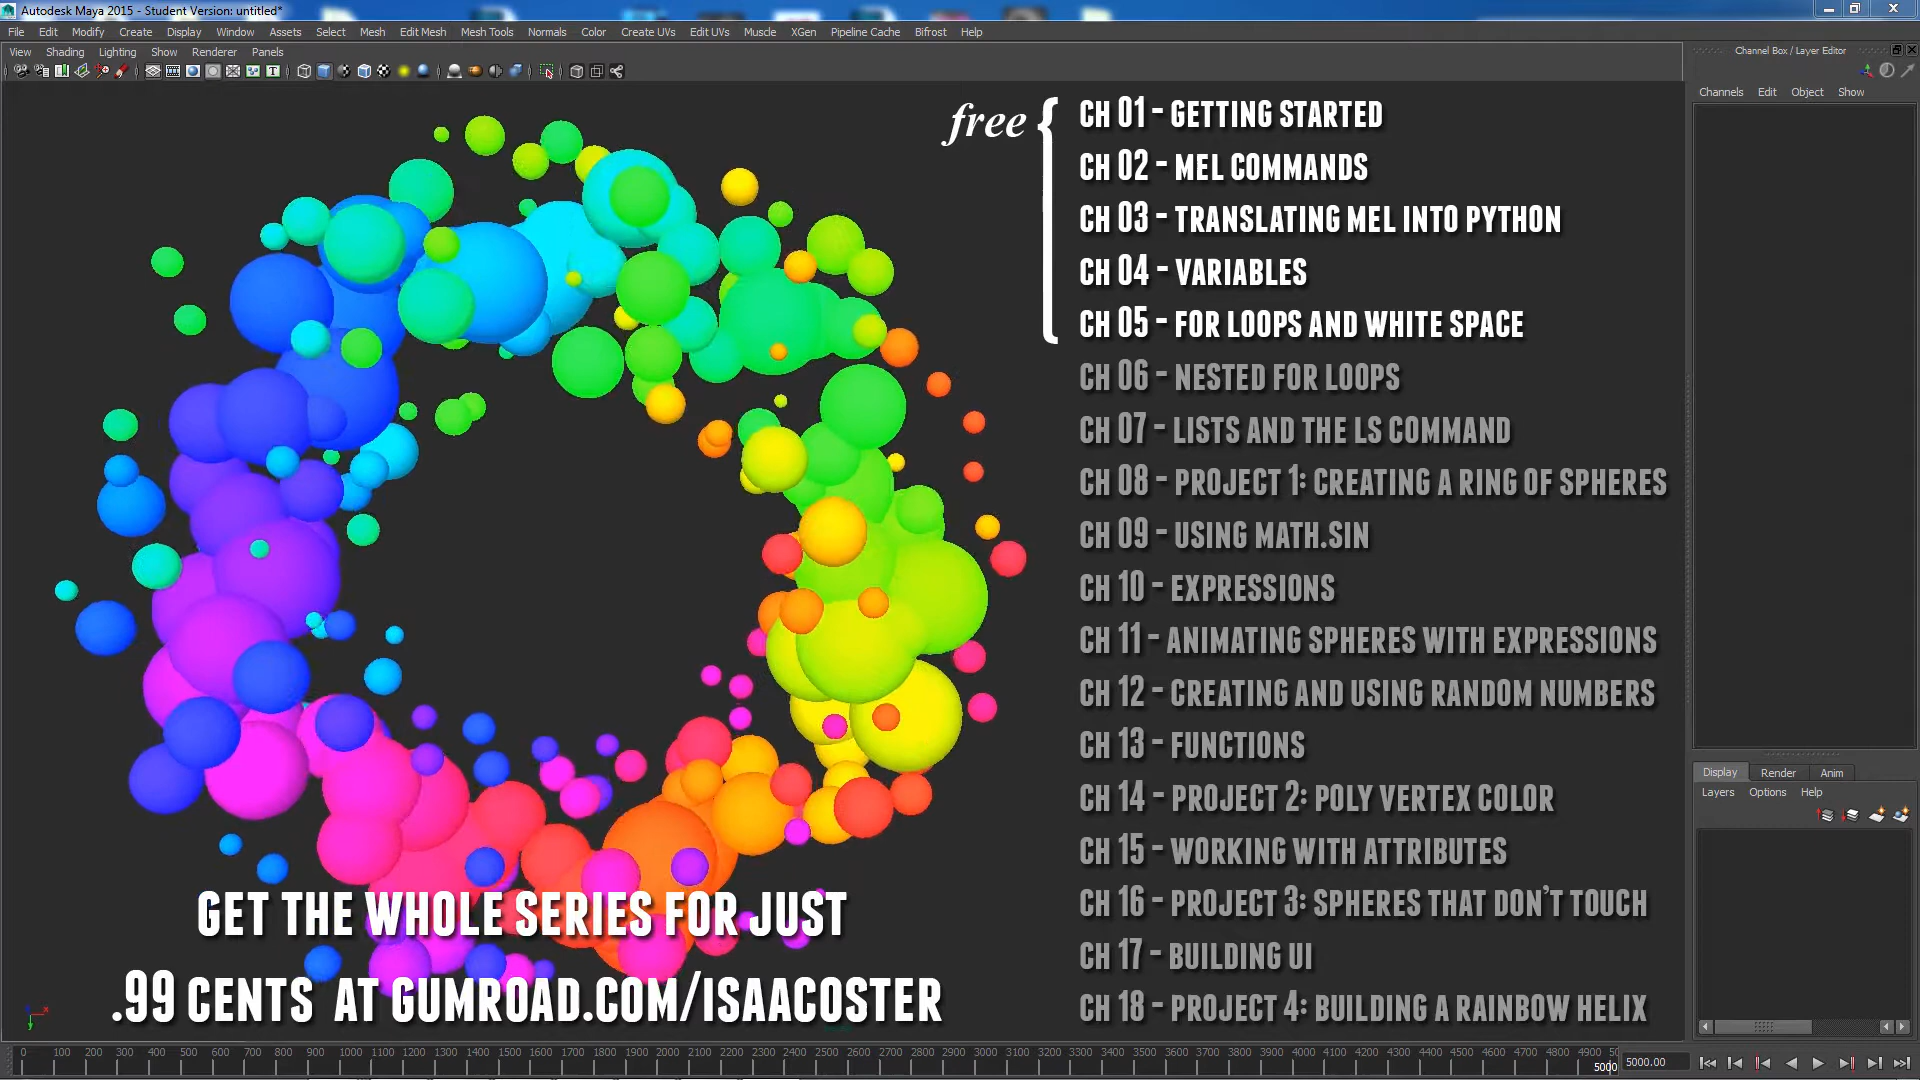 Autodesk Maya 2015 - Student Version: untitled*
File Edit Modify Create Display Window Assets Select Mesh Edit Mesh Mesh Tools Normals Color Create UVs Edit UVs Muscle XGen Pipeline Cache Bifrost Help
View Shading Lighting Show Renderer Panels
Channel Box / Layer Editor
Channels Edit Object Show
free
CH 01 - GETTING STARTED
CH 02 - MEL COMMANDS
CH 03 - TRANSLATING MEL INTO PYTHON
CH 04 - VARIABLES
CH 05 - FOR LOOPS AND WHITE SPACE
CH 06 - NESTED FOR LOOPS
CH 07 - LISTS AND THE LS COMMAND
CH 08 - PROJECT 1: CREATING A RING OF SPHERES
CH 09 - USING MATH.SIN
CH 10 - EXPRESSIONS
CH 11 - ANIMATING SPHERES WITH EXPRESSIONS
CH 12 - CREATING AND USING RANDOM NUMBERS
CH 13 - FUNCTIONS
CH 14 - PROJECT 2: POLY VERTEX COLOR
CH 15 - WORKING WITH ATTRIBUTES
CH 16 - PROJECT 3: SPHERES THAT DON'T TOUCH
CH 17 - BUILDING UI
CH 18 - PROJECT 4: BUILDING A RAINBOW HELIX
GET THE WHOLE SERIES FOR JUST
.99 CENTS AT GUMROAD.COM/ISAACOSTER
Display Render Anim
Layers Options Help
0 100 200 300 400 500 600 700 800 900 1000 1100 1200 1300 1400 1500 1600 1700 1800 1900 2000 2100 2200 2300 2400 2500 2600 2700 2800 2900 3000 3100 3200 3300 3400 3500 3600 3700 3800 3900 4000 4100 4200 4300 4400 4500 4600 4700 4800 4900
5000
5000.00